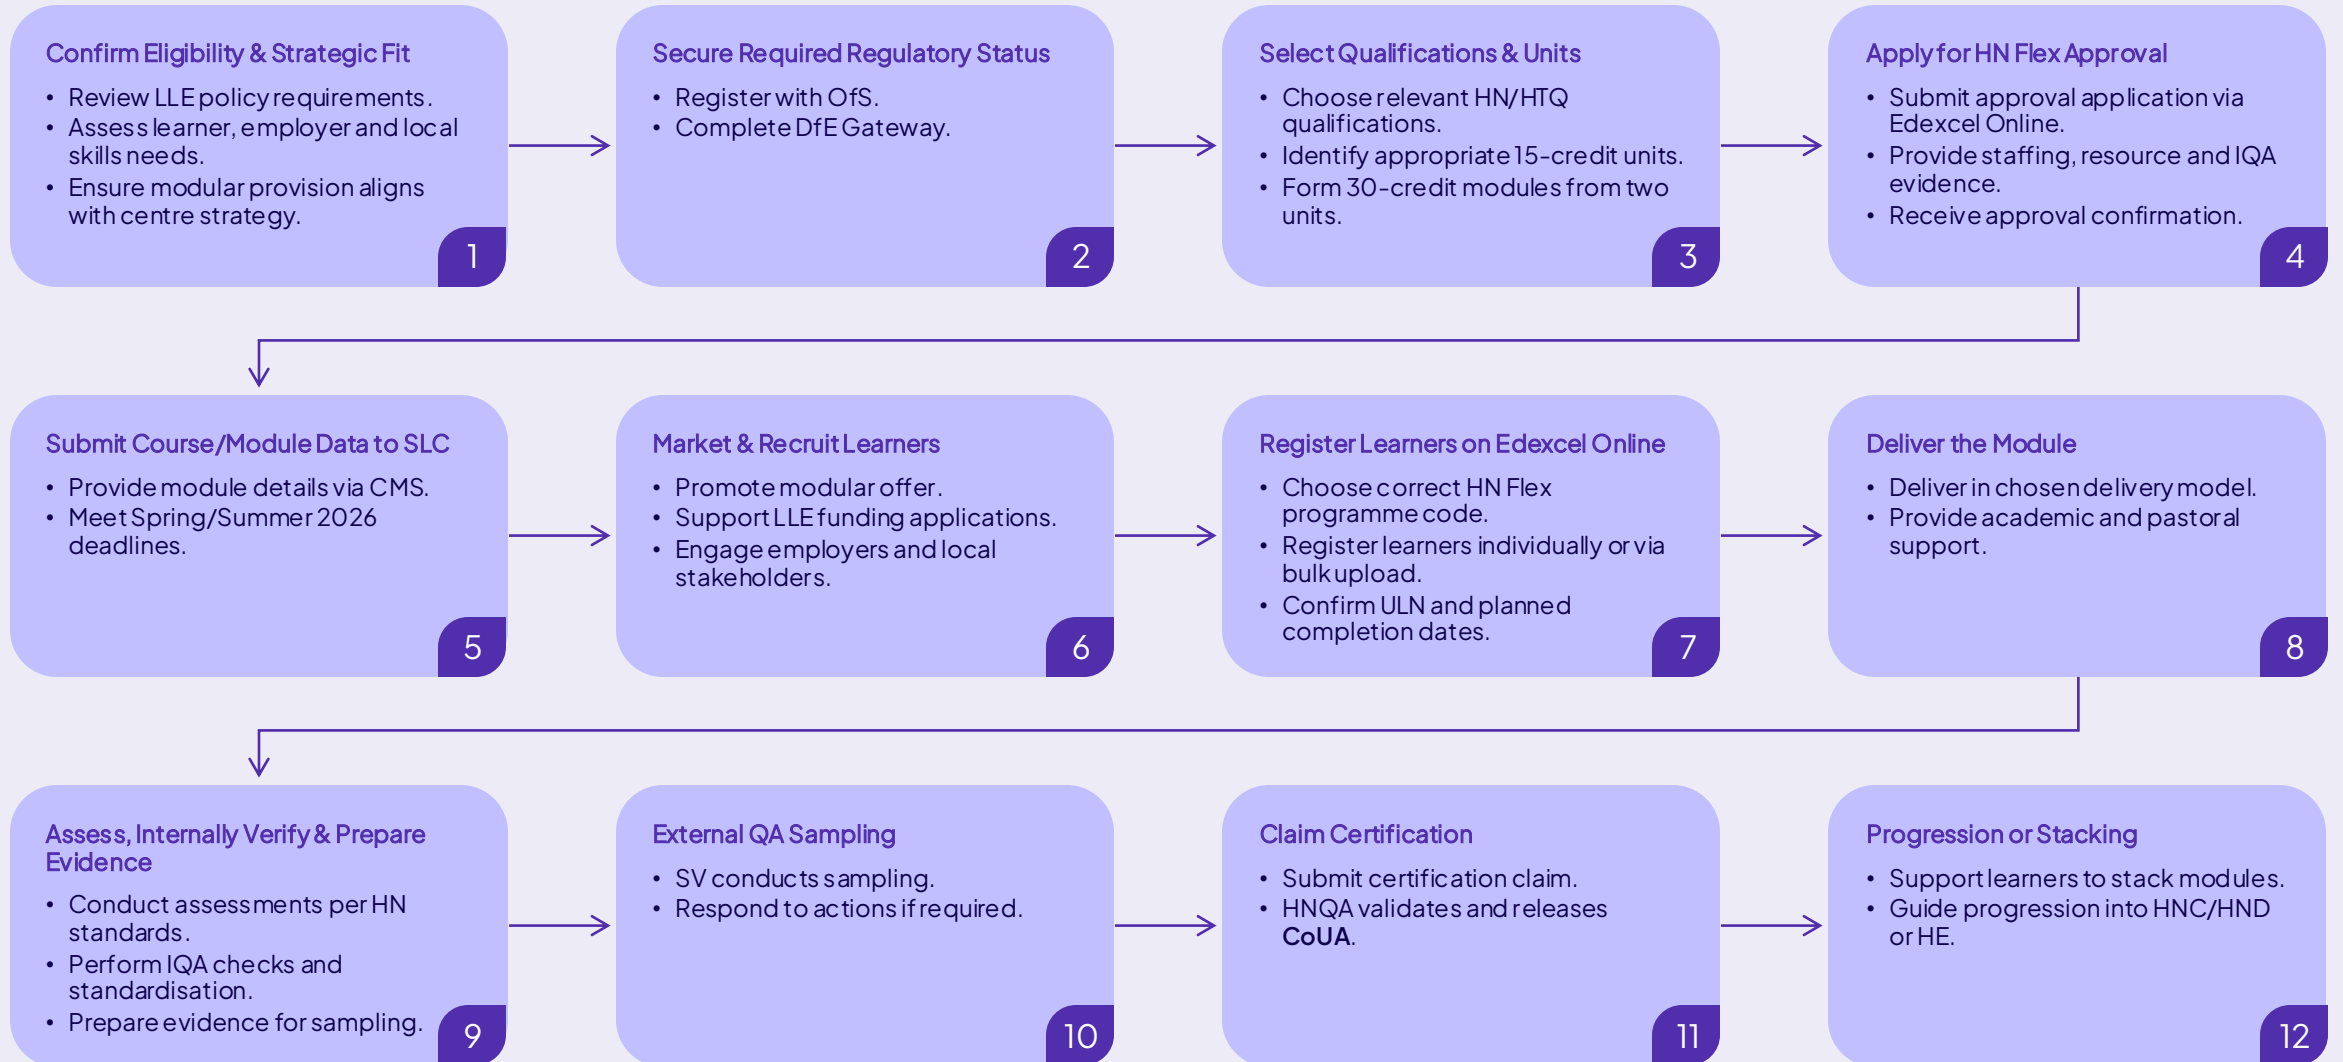 Confirm Eligibility & Strategic Fit
• Review LLE policy requirements.
• Assess learner, employer and local
skills needs.
• Ensure modular provision aligns
with centre strategy.
1
Secure Required Regulatory Status
• Register with OfS.
• Complete DfE Gateway.
2
Select Qualifications & Units
• Choose relevant HN/HTQ
qualifications.
• Identify appropriate 15-credit units.
• Form 30-credit modules from two
units.
3
Apply for HN Flex Approval
• Submit approval application via
Edexcel Online.
• Provide staffing, resource and IQA
evidence.
• Receive approval confirmation.
4
Submit Course/Module Data to SLC
• Provide module details via CMS.
• Meet Spring/Summer 2026
deadlines.
5
Market & Recruit Learners
• Promote modular offer.
• Support LLE funding applications.
• Engage employers and local
stakeholders.
6
Register Learners on Edexcel Online
• Choose correct HN Flex
programme code.
• Register learners individually or via
bulk upload.
• Confirm ULN and planned
completion dates.
7
Deliver the Module
• Deliver in chosen delivery model.
• Provide academic and pastoral
support.
8
Assess, Internally Verify & Prepare
Evidence
• Conduct assessments per HN
standards.
• Perform IQA checks and
standardisation.
• Prepare evidence for sampling.
9
External QA Sampling
• SV conducts sampling.
• Respond to actions if required.
10
Claim Certification
• Submit certification claim.
• HNQA validates and releases
CoUA.
11
Progression or Stacking
• Support learners to stack modules.
• Guide progression into HNC/HND
or HE.
12